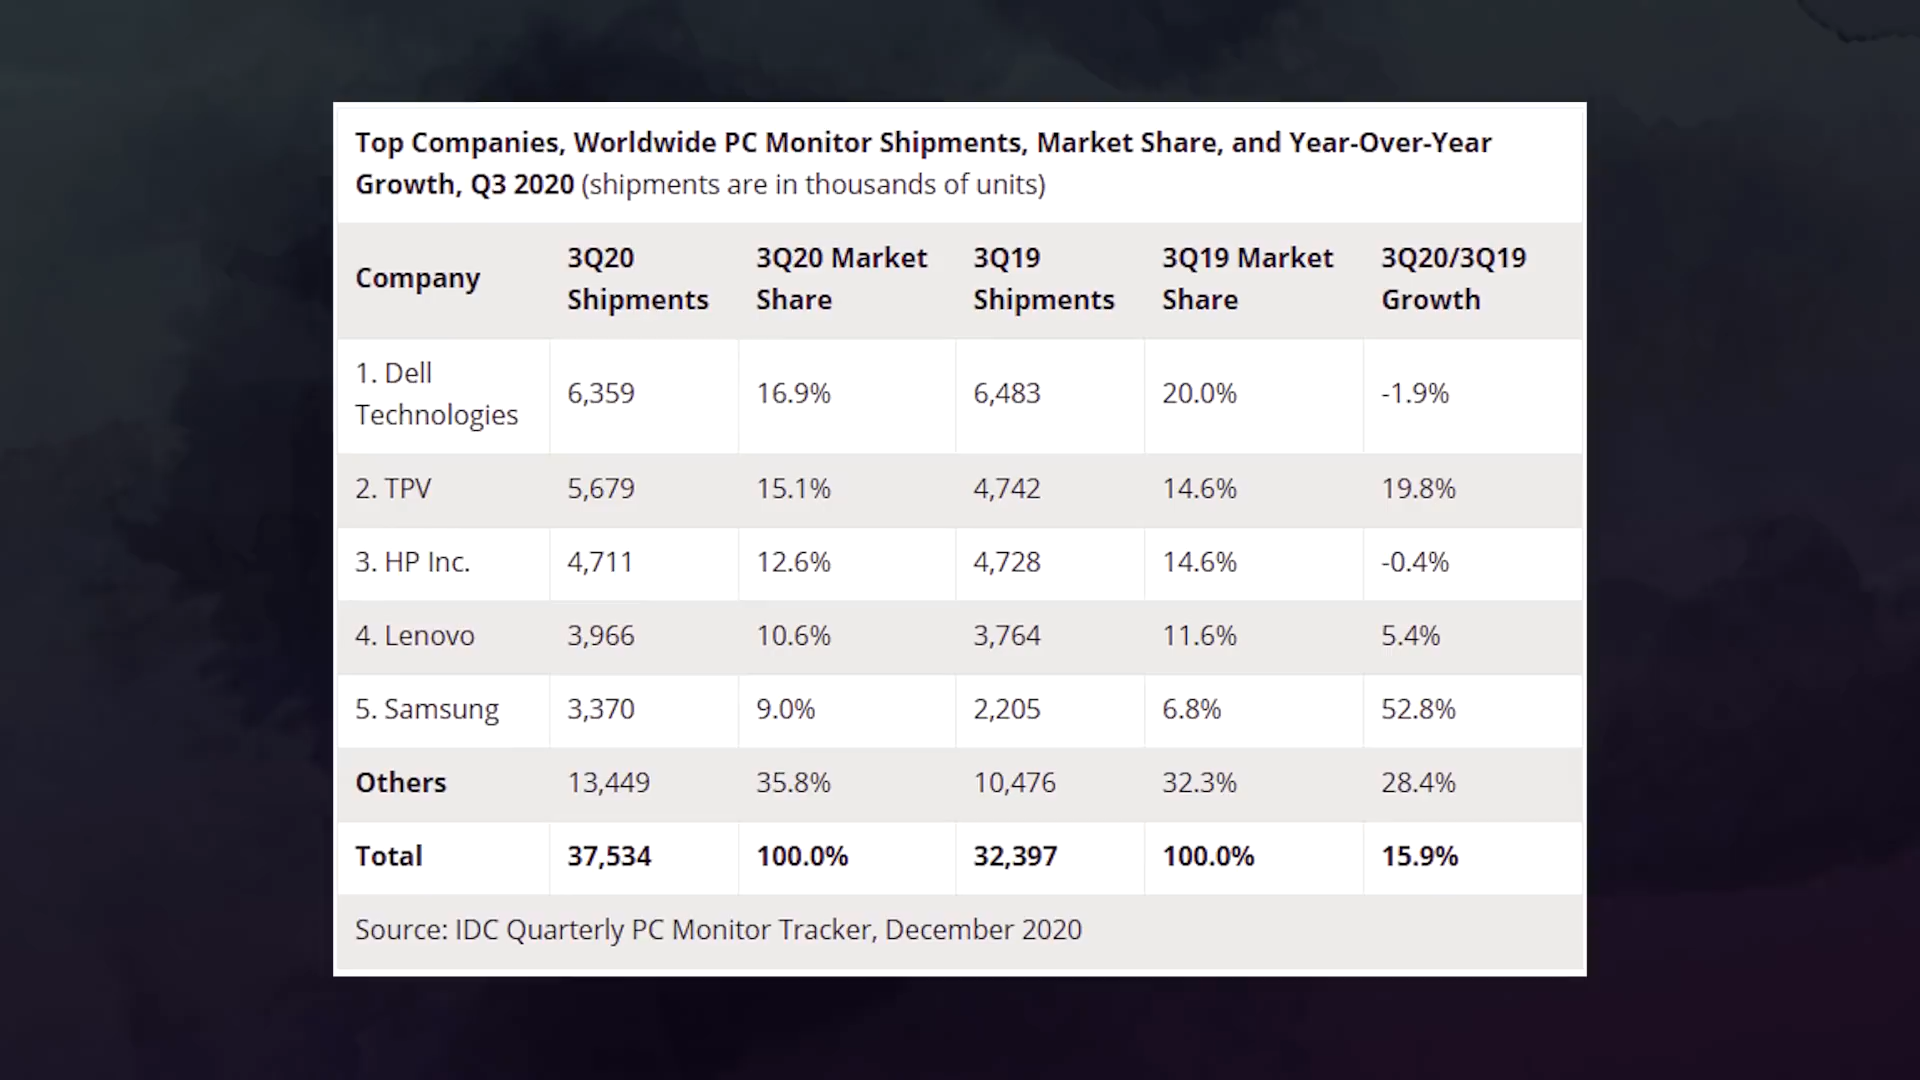 Top Companies, Worldwide PC Monitor Shipments, Market Share, and Year-Over-Year
Growth, Q3 2020 (shipments are in thousands of units)
Company 3Q20 Shipments 3Q20 Market Share 3Q19 Shipments 3Q19 Market Share 3Q20/3Q19 Growth
1. Dell Technologies 6,359 16.9% 6,483 20.0% -1.9%
2. TPV 5,679 15.1% 4,742 14.6% 19.8%
3. HP Inc. 4,711 12.6% 4,728 14.6% -0.4%
4. Lenovo 3,966 10.6% 3,764 11.6% 5.4%
5. Samsung 3,370 9.0% 2,205 6.8% 52.8%
Others 13,449 35.8% 10,476 32.3% 28.4%
Total 37,534 100.0% 32,397 100.0% 15.9%
Source: IDC Quarterly PC Monitor Tracker, December 2020